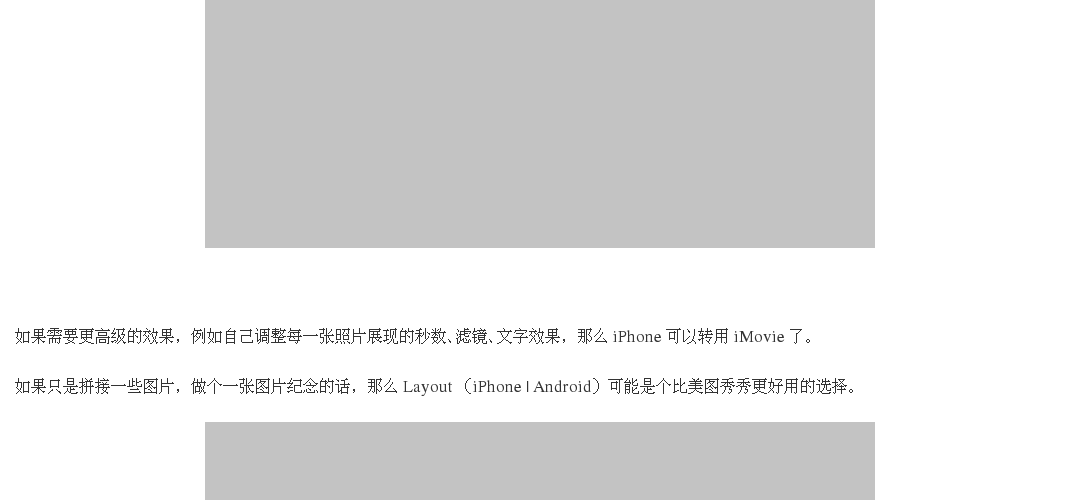 如果需要更高级的效果，例如自己调整每一张照片展现的秒数、滤镜、文字效果，那么 iPhone 可以转用 iMovie 了。
如果只是拼接一些图片，做个一张图片纪念的话，那么 Layout （iPhone | Android）可能是个比美图秀秀更好用的选择。